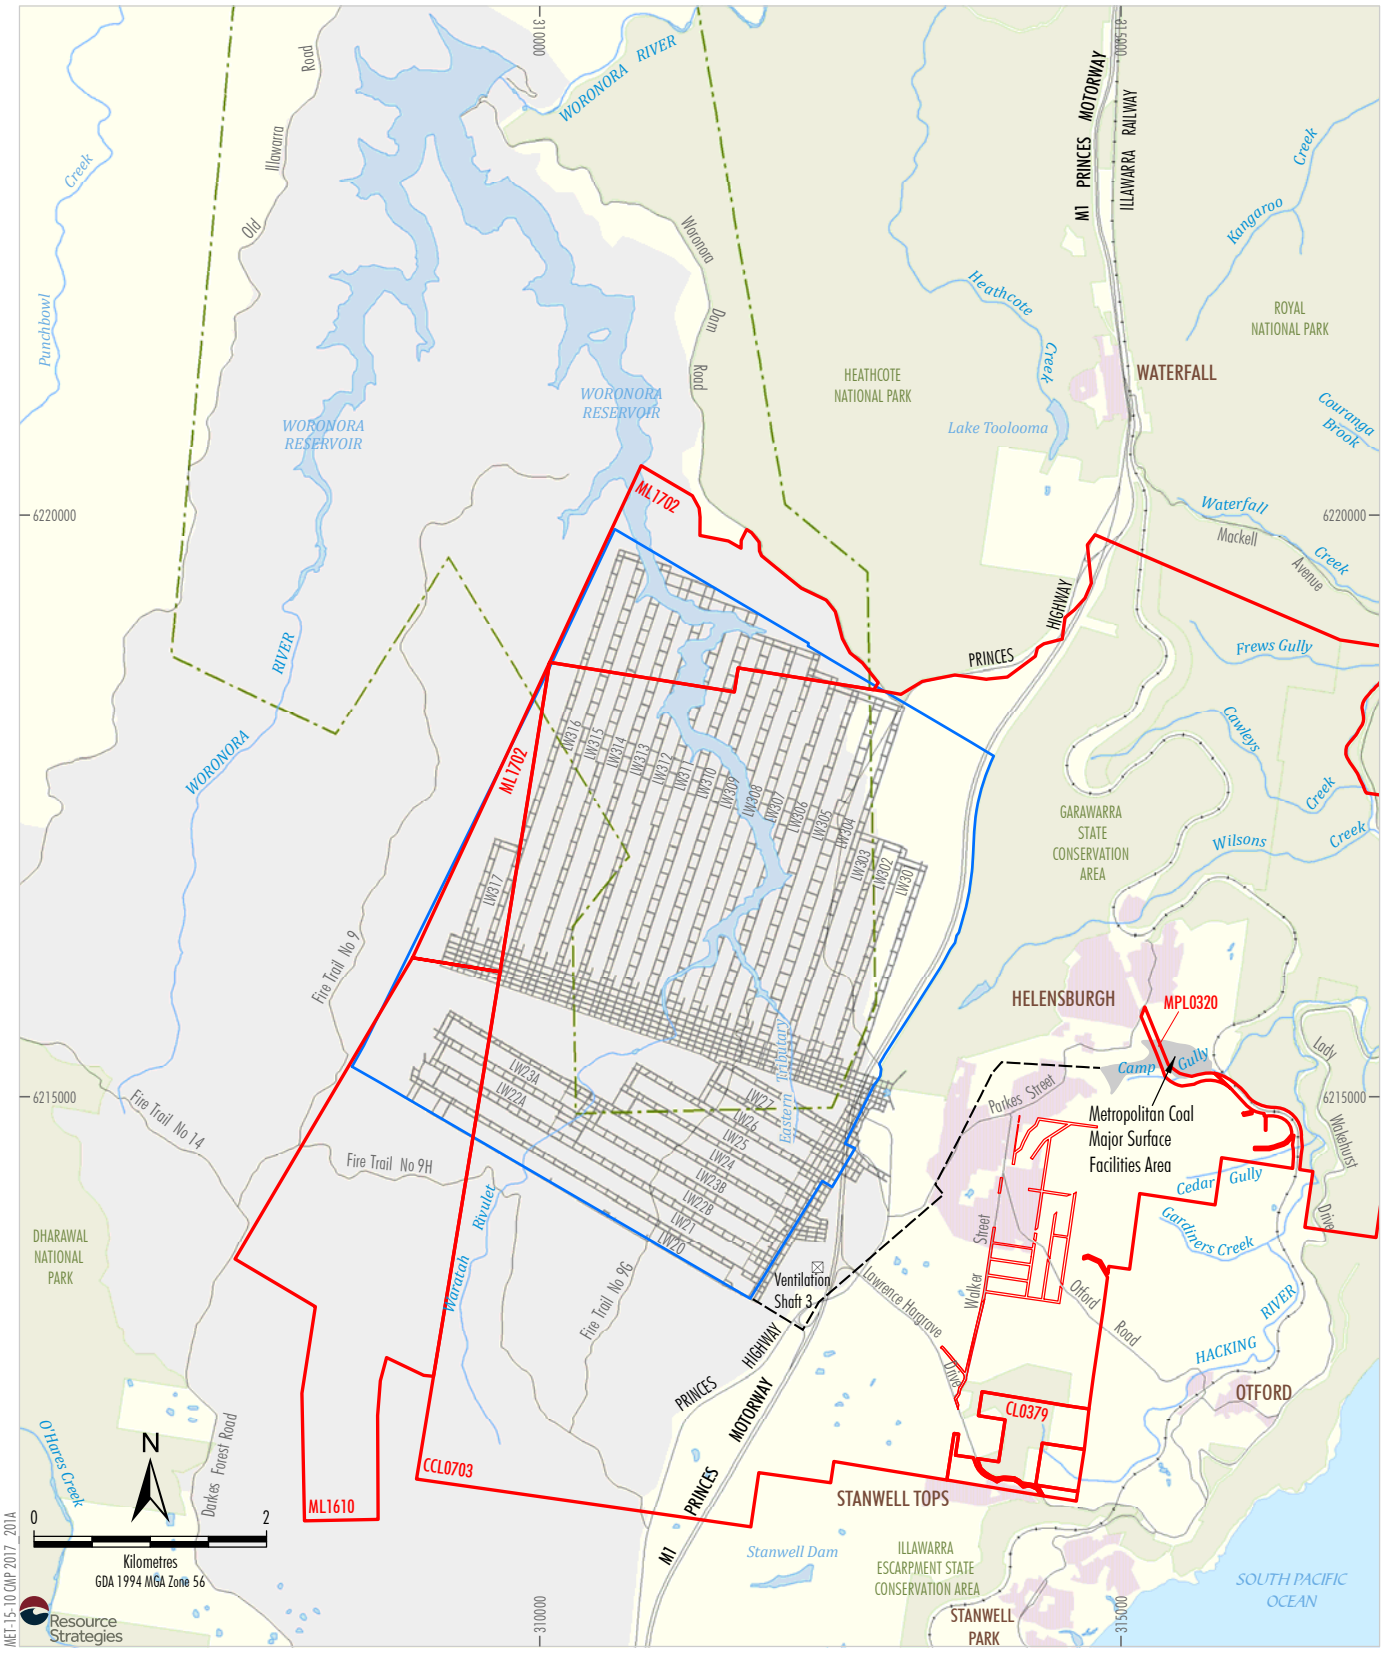 310000
315000
WORONORA RIVER
Old Illawarra Road
M1 PRINCES MOTORWAY
ILLAWARRA RAILWAY
Creek
Punchbowl
Kangaroo Creek
Woronora Dam Road
Heathcote Creek
ROYAL
NATIONAL PARK
HEATHCOTE
NATIONAL PARK
WATERFALL
WORONORA
RESERVOIR
WORONORA
RESERVOIR
Lake Toolooma
Couranga
Brook
ML1702
6220000
6220000
Waterfall Creek
Mackell Avenue
PRINCES HIGHWAY
Frews Gully
WORONORA RIVER
Cawleys Creek
ML1702
LW316
LW315
LW314
LW313
LW312
LW311
LW310
LW309
LW308
LW307
LW306
LW305
LW304
LW303
LW302
LW301
LW317
GARAWARRA
STATE
CONSERVATION
AREA
Wilsons Creek
Fire Trail No 9
HELENSBURGH
MPL0320
Camp Gully
Lady Wakehurst Drive
Eastern Tributary
6215000
6215000
LW23A
LW22A
LW27
LW26
LW25
LW24
LW23B
LW22B
LW21
LW20
Parkes Street
Metropolitan Coal
Major Surface
Facilities Area
Fire Trail No 14
Fire Trail No 9H
Cedar Gully
Gardiners Creek
Waratah Rivulet
DHARAWAL
NATIONAL
PARK
Fire Trail No 9G
Walker Street
Ventilation
Shaft 3
Lawrence Hargrave Drive
Otford Road
HACKING RIVER
PRINCES HIGHWAY
OTFORD
CL0379
M1 PRINCES MOTORWAY
Darkes Forest Road
O'Hares Creek
CCL0703
ML1610
STANWELL TOPS
Stanwell Dam
ILLAWARRA
ESCARPMENT STATE
CONSERVATION AREA
SOUTH PACIFIC
OCEAN
STANWELL
PARK
N
0 2
Kilometres
GDA 1994 MGA Zone 56
Resource
Strategies
MET-15-10 CMP 2017_201A
310000
315000